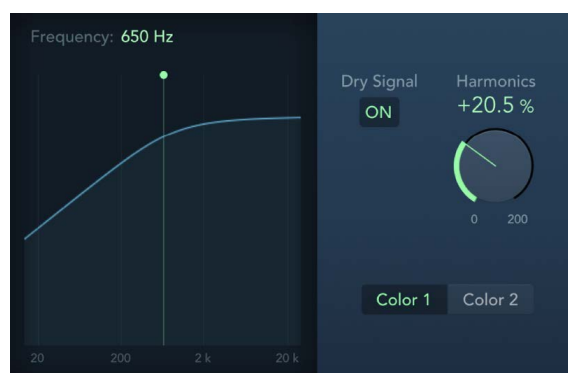 Frequency: 650 Hz
Dry Signal
ON
Harmonics
+20.5 %
0 200
Color 1 Color 2
20 200 2 k 20 k